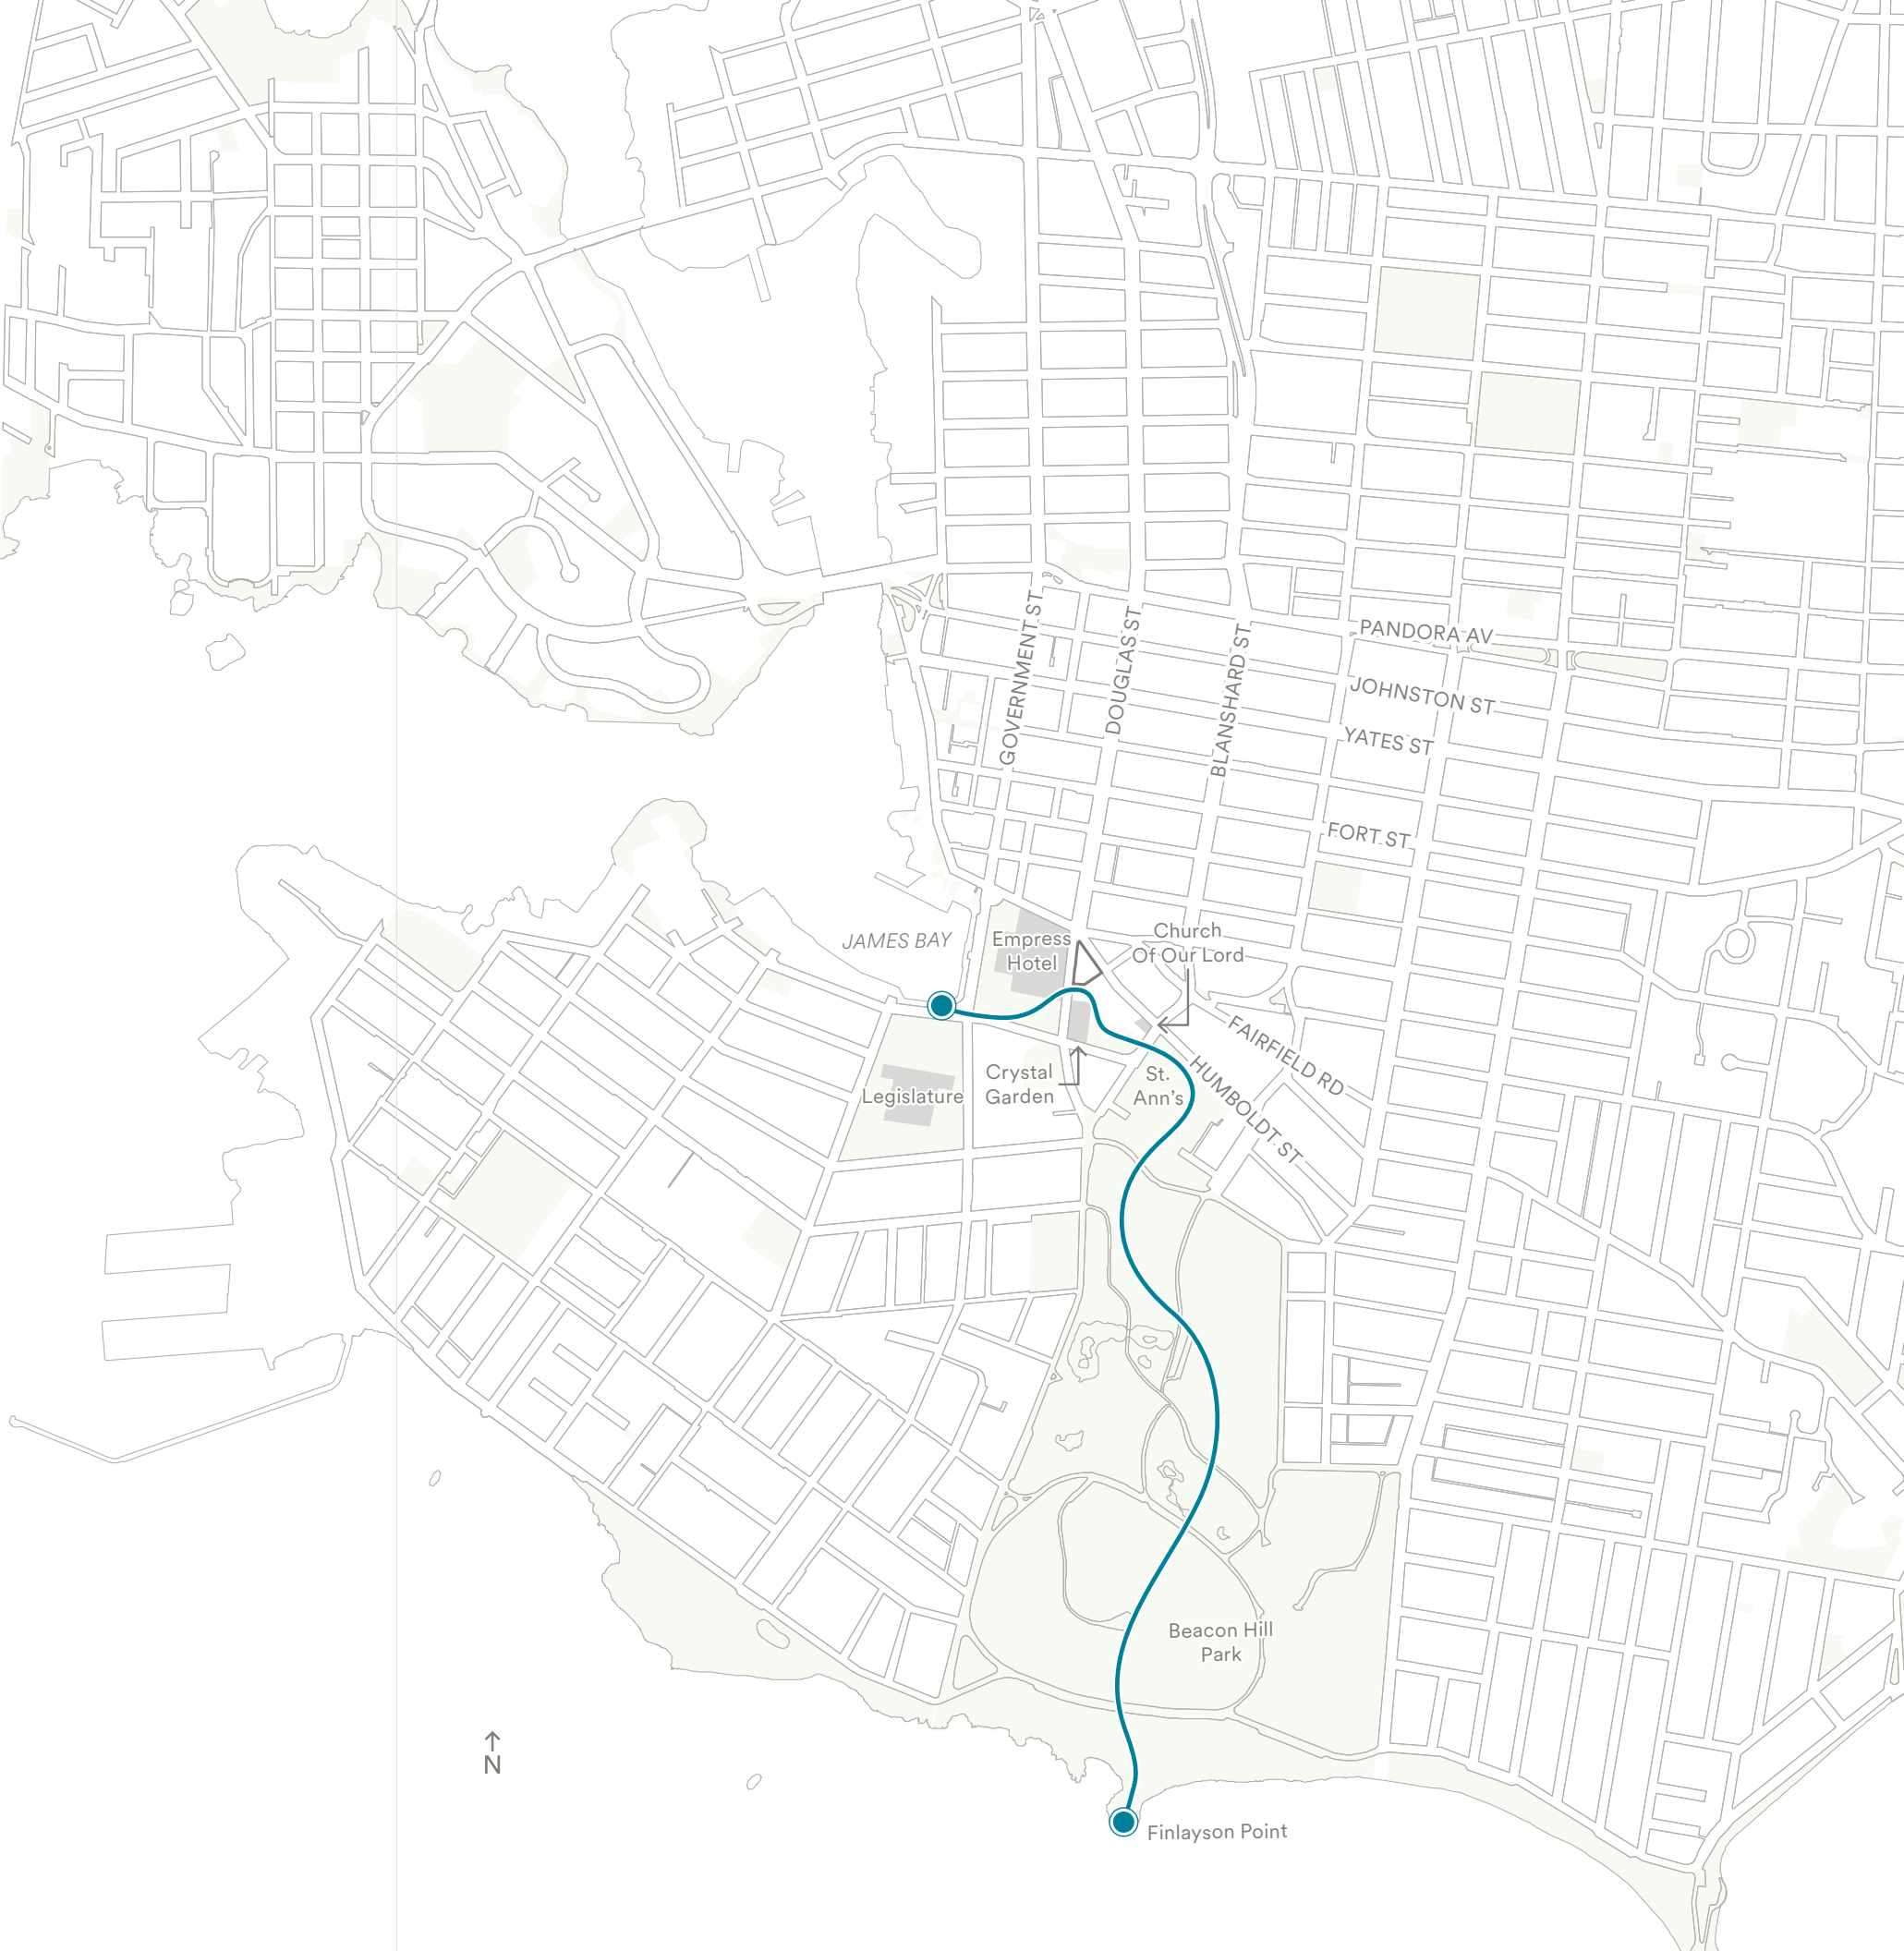 GOVERNMENT ST
DOUGLAS ST
BLANSHARD ST
PANDORA AV
JOHNSTON ST
YATES ST
FORT ST
JAMES BAY
Empress
Hotel
Church
Of Our Lord
FAIRFIELD RD
HUMBOLDT ST
Legislature
Crystal
Garden
St.
Ann's
Beacon Hill
Park
N
Finlayson Point